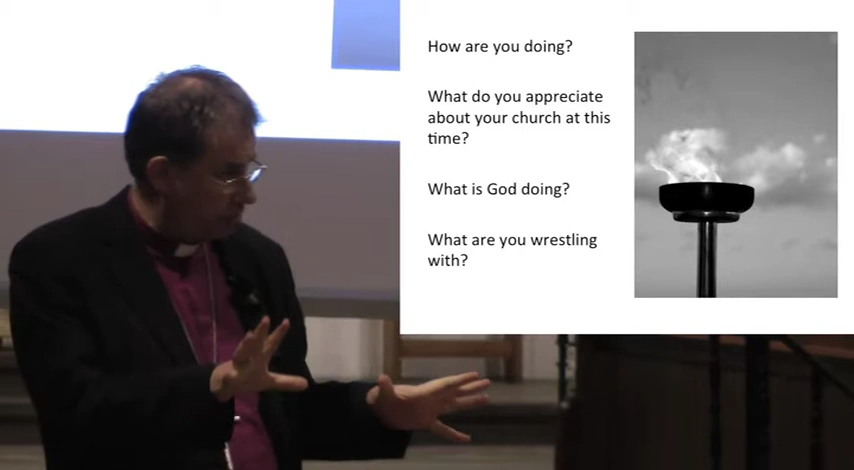 How are you doing?
What do you appreciate
about your church at this
time?
What is God doing?
What are you wrestling
with?